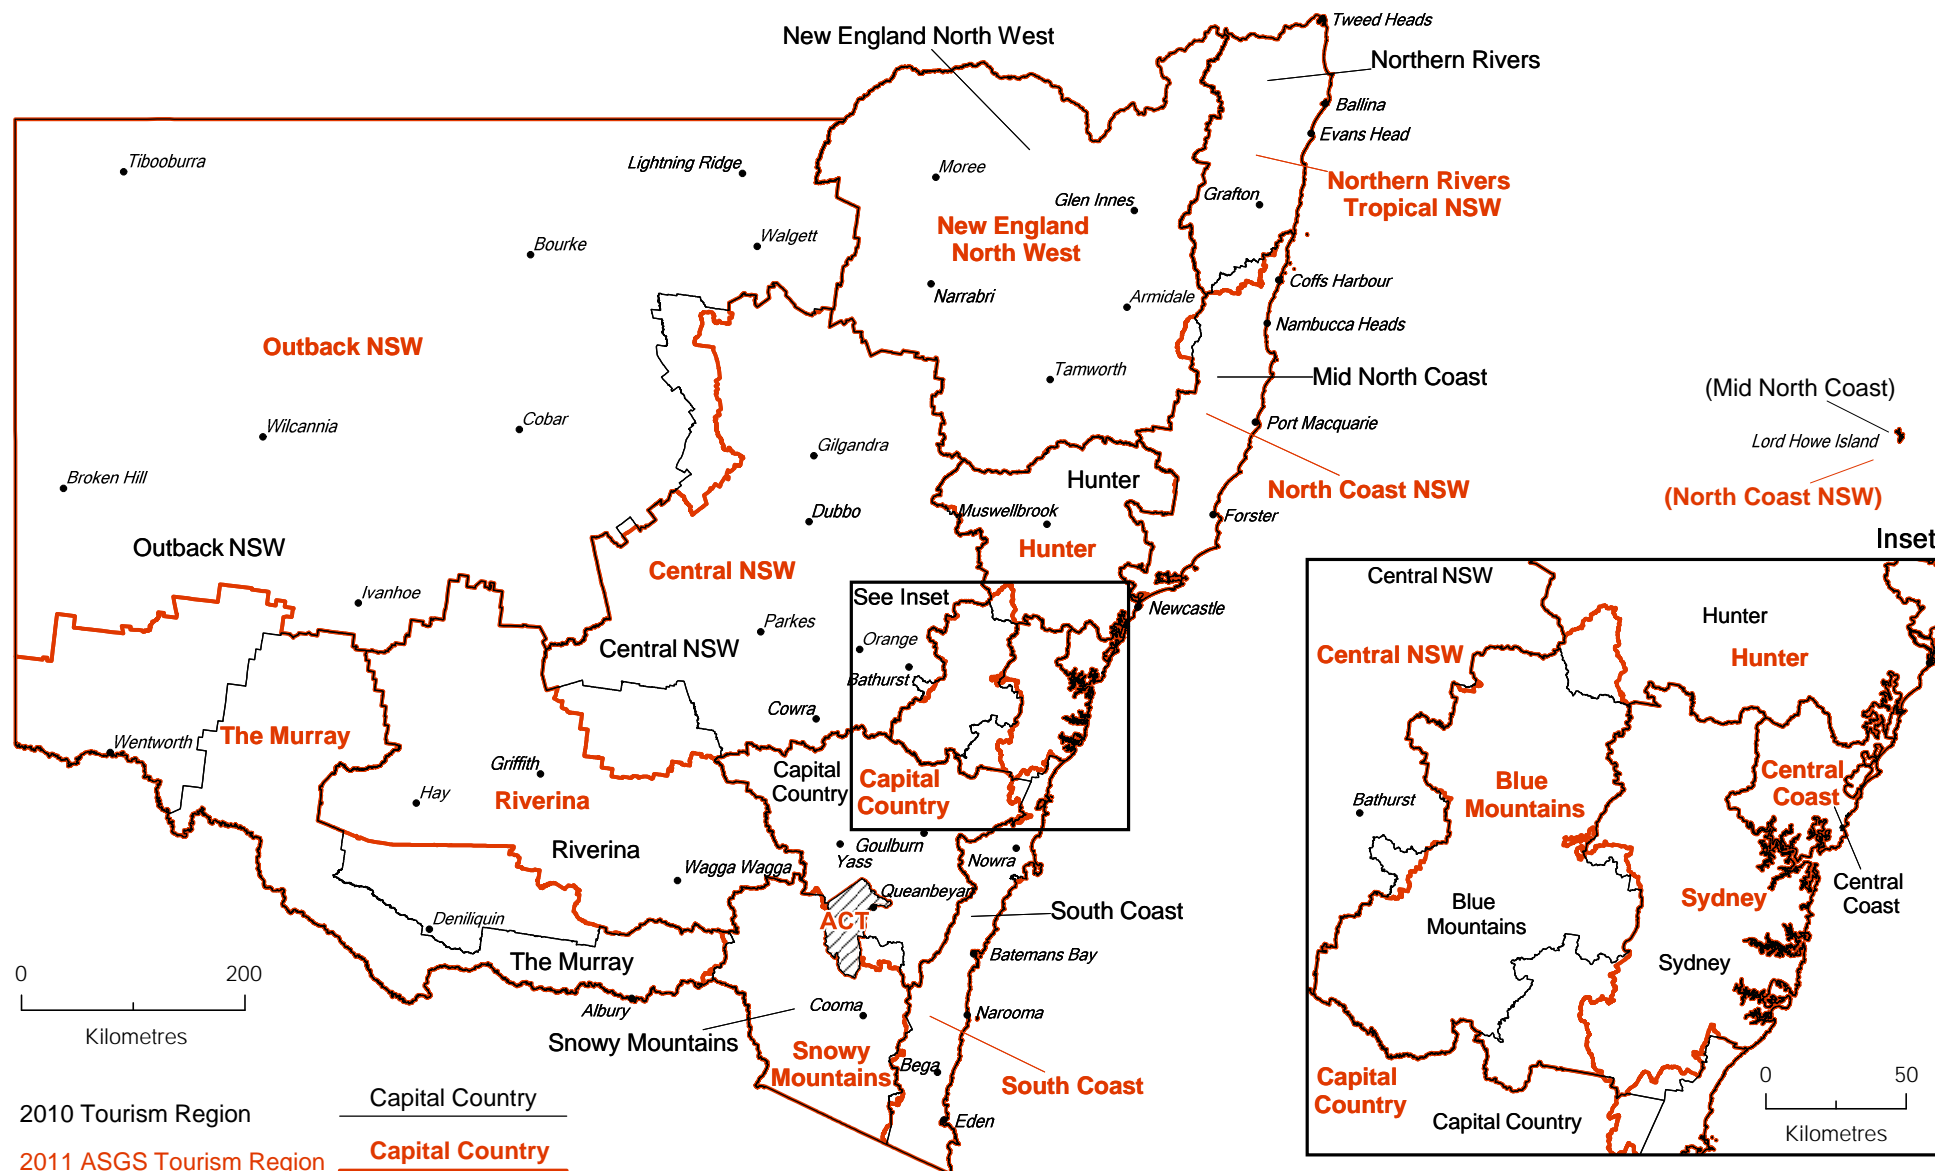 Tweed Heads
New England North West
Northern Rivers
Ballina
Evans Head
Tibooburra
Lightning Ridge
Moree
Northern Rivers
Tropical NSW
Glen Innes
Grafton
New England
North West
Walgett
Bourke
Coffs Harbour
Narrabri
Armidale
Nambucca Heads
Outback NSW
Tamworth
Mid North Coast
(Mid North Coast)
Wilcannia
Cobar
Port Macquarie
Gilgandra
Lord Howe Island
Broken Hill
Hunter
North Coast NSW
(North Coast NSW)
Dubbo
Muswellbrook
Forster
Outback NSW
Hunter
Inset
Central NSW
Central NSW
Ivanhoe
See Inset
Newcastle
Hunter
Parkes
Orange
Central NSW
Central NSW
Hunter
Bathurst
Cowra
The Murray
Wentworth
Griffith
Capital
Country
Capital
Country
Blue
Mountains
Central
Coast
Hay
Riverina
Bathurst
Riverina
Goulburn
Yass
Nowra
Wagga Wagga
Queanbeyan
Central
Coast
Sydney
Blue
Mountains
Deniliquin
ACT
South Coast
The Murray
Batemans Bay
Sydney
0 200
Kilometres
Albury
Cooma
Narooma
Snowy Mountains
Snowy
Mountains
Bega
South Coast
Capital
Country
0 50
Kilometres
Capital Country
2010 Tourism Region
Capital Country
Eden
2011 ASGS Tourism Region
Capital Country